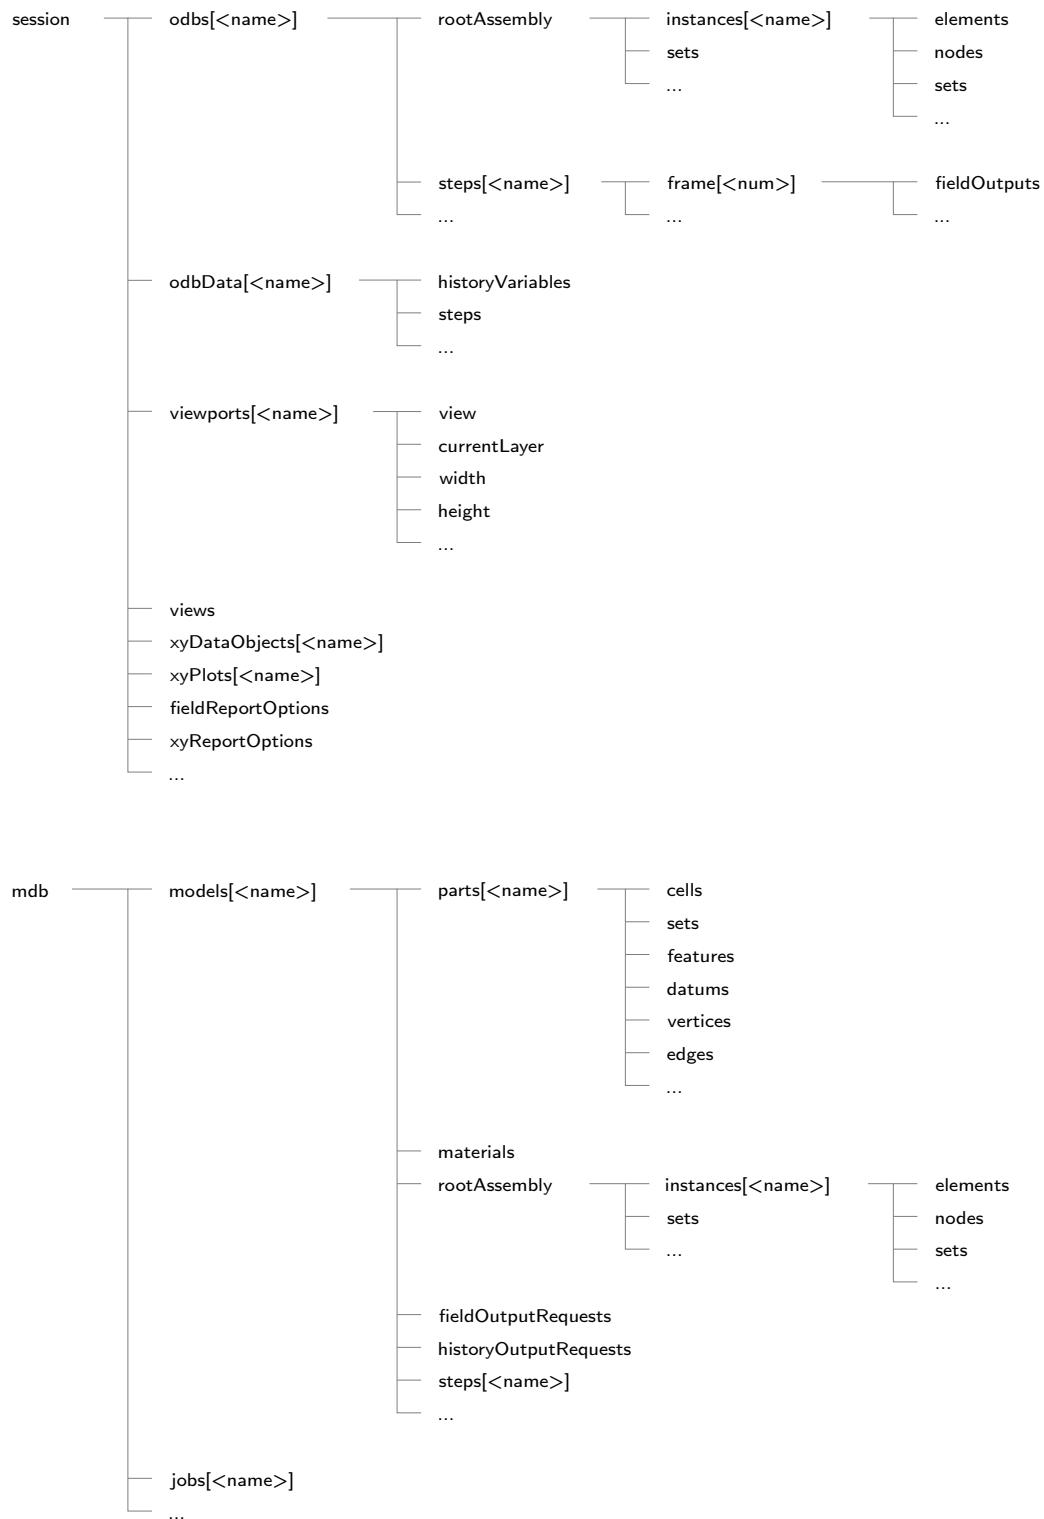 session odbs[<name>] rootAssembly instances[<name>] elements
sets nodes
... sets
...
steps[<name>] frame[<num>] fieldOutputs
... ... ...
odbData[<name>] historyVariables
steps
...
viewports[<name>] view
currentLayer
width
height
...
views
xyDataObjects[<name>]
xyPlots[<name>]
fieldReportOptions
xyReportOptions
...
mdb models[<name>] parts[<name>] cells
sets
features
datums
vertices
edges
...
materials
rootAssembly instances[<name>] elements
sets nodes
... sets
...
fieldOutputRequests
historyOutputRequests
steps[<name>]
...
jobs[<name>]
...